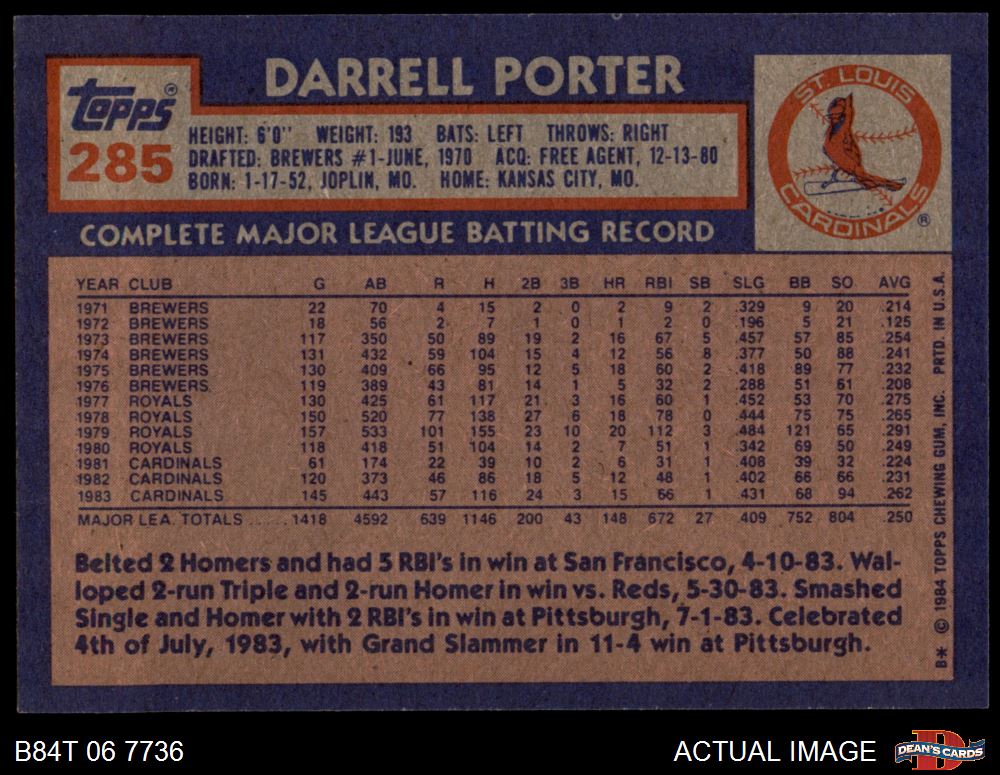 DARRELL PORTER
topps®
285
HEIGHT: 6'0" WEIGHT: 193 BATS: LEFT THROWS: RIGHT
DRAFTED: BREWERS #1-JUNE, 1970 ACQ: FREE AGENT, 12-13-80
BORN: 1-17-52, JOPLIN, MO. HOME: KANSAS CITY, MO.
ST. LOUIS
CARDINALS
®
COMPLETE MAJOR LEAGUE BATTING RECORD
YEAR CLUB G AB R H 2B 3B HR RBI SB SLG BB SO AVG
1971 BREWERS 22 70 4 15 2 0 2 9 2 .329 9 20 .214
1972 BREWERS 18 56 2 7 1 0 1 2 0 .196 5 21 .125
1973 BREWERS 117 350 50 89 19 2 16 67 5 .457 57 85 .254
1974 BREWERS 131 432 59 104 15 4 12 56 8 .377 50 88 .241
1975 BREWERS 130 409 66 95 12 5 18 60 2 .418 89 77 .232
1976 BREWERS 119 389 43 81 14 1 5 32 2 .288 51 61 .208
1977 ROYALS 130 425 61 117 21 3 16 60 1 .452 53 70 .275
1978 ROYALS 150 520 77 138 27 6 18 78 0 .444 75 75 .265
1979 ROYALS 157 533 101 155 23 10 20 112 3 .484 121 65 .291
1980 ROYALS 118 418 51 104 14 2 7 51 1 .342 69 50 .249
1981 CARDINALS 61 174 22 39 10 2 6 31 1 .408 39 32 .224
1982 CARDINALS 120 373 46 86 18 5 12 48 1 .402 66 66 .231
1983 CARDINALS 145 443 57 116 24 3 15 66 1 .431 68 94 .262
MAJOR LEA. TOTALS ...... 1418 4592 639 1146 200 43 148 672 27 .409 752 804 .250
Belted 2 Homers and had 5 RBI's in win at San Francisco, 4-10-83. Wal-
loped 2-run Triple and 2-run Homer in win vs. Reds, 5-30-83. Smashed
Single and Homer with 2 RBI's in win at Pittsburgh, 7-1-83. Celebrated
4th of July, 1983, with Grand Slammer in 11-4 win at Pittsburgh.
B* © 1984 TOPPS CHEWING GUM, INC. PRTD. IN U.S.A.
B84T 06 7736
ACTUAL IMAGE
DEAN'S CARDS